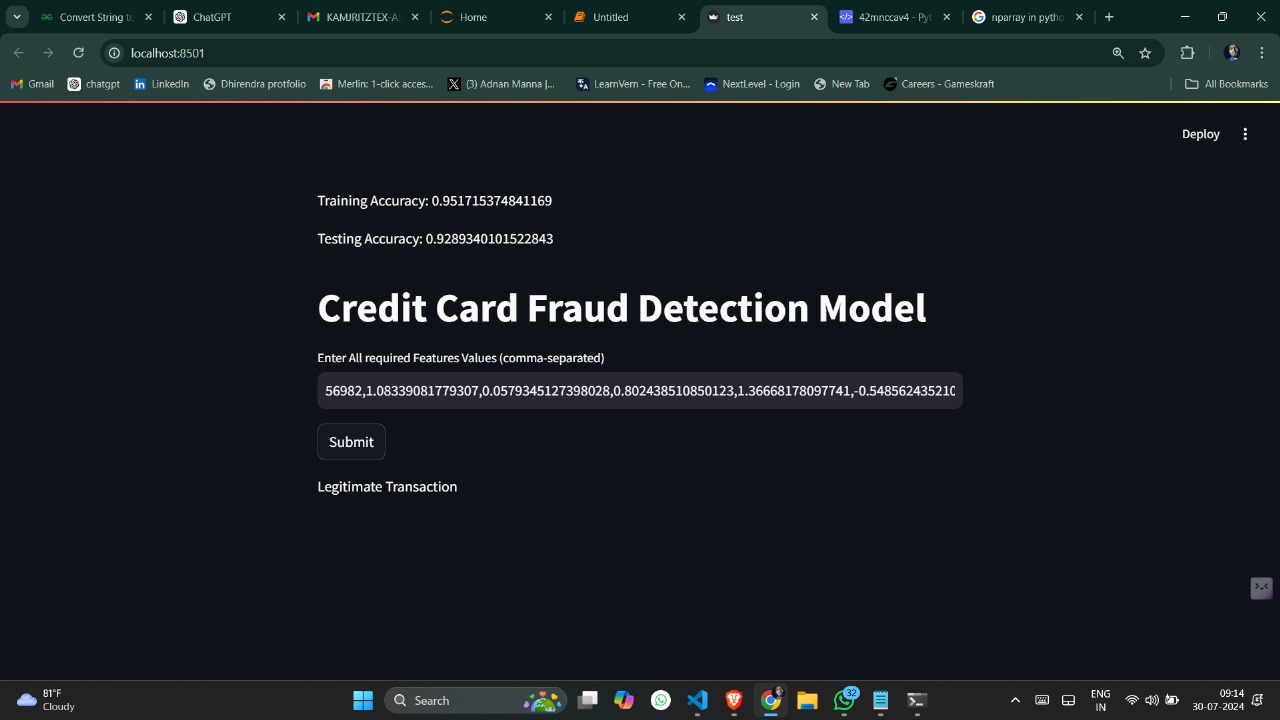 Convert String to
ChatGPT
KAMJRITZTEX-AS
Home
Untitled
test
42mnccav4 - Pyt
nparray in pytho
localhost:8501
Gmail
chatgpt
LinkedIn
Dhirendra protfolio
Merlin: 1-click acces...
(3) Adnan Manna |...
LearnVern - Free On...
NextLevel - Login
New Tab
Careers - Gameskraft
All Bookmarks
Deploy
Training Accuracy: 0.951715374841169
Testing Accuracy: 0.9289340101522843
Credit Card Fraud Detection Model
Enter All required Features Values (comma-separated)
56982,1.08339081779307,0.0579345127398028,0.802438510850123,1.36668178097741,-0.548562435210
Submit
Legitimate Transaction
81°F
Cloudy
Search
32
ENG
IN
09:14
30-07-2024